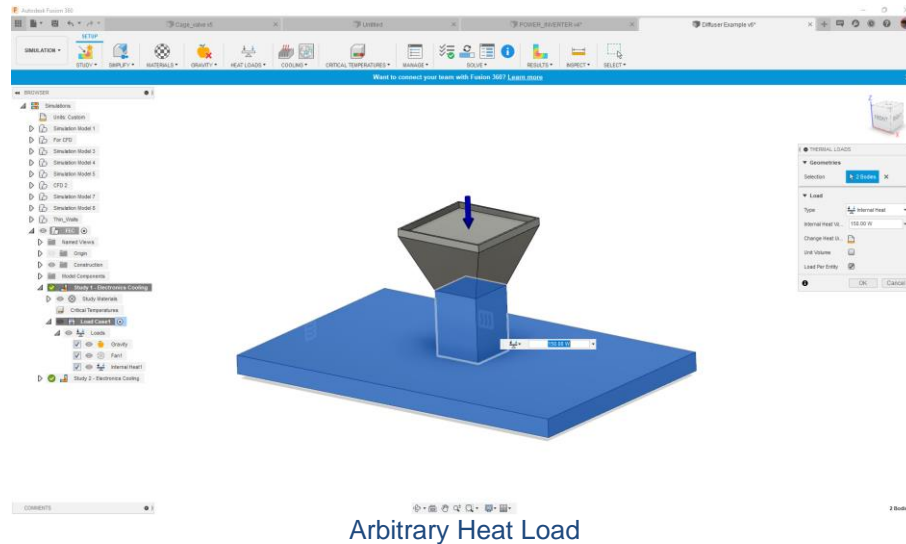 Autodesk Fusion 360
Cage_valve v5
Untitled
POWER_INVERTER v4*
Diffuser Example v6*
SETUP
SIMULATION
STUDY
SIMPLIFY
MATERIALS
GRAVITY
HEAT LOADS
COOLING
CRITICAL TEMPERATURES
MANAGE
SOLVE
RESULTS
INSPECT
SELECT
Want to connect your team with Fusion 360? Learn more
BROWSER
Simulations
Units: Custom
Simulation Model 1
For CFD
Simulation Model 3
Simulation Model 4
Simulation Model 5
CFD 2
Simulation Model 7
Simulation Model 8
Thin_Walls
Named Views
Origin
Construction
Model Components
Study 1 - Electronics Cooling
Study Materials
Critical Temperatures
Load Case1
Loads
Gravity
Fan1
Internal Heat1
Study 2 - Electronics Cooling
Z
FRONT
THERMAL LOADS
Geometries
Selection 2 Bodies
Load
Type Internal Heat
Internal Heat Va... 150.00 W
Change Heat U...
Unit Volume
Load Per Entity
OK Cancel
150.00 W
COMMENTS
2 Bodi
Arbitrary Heat Load